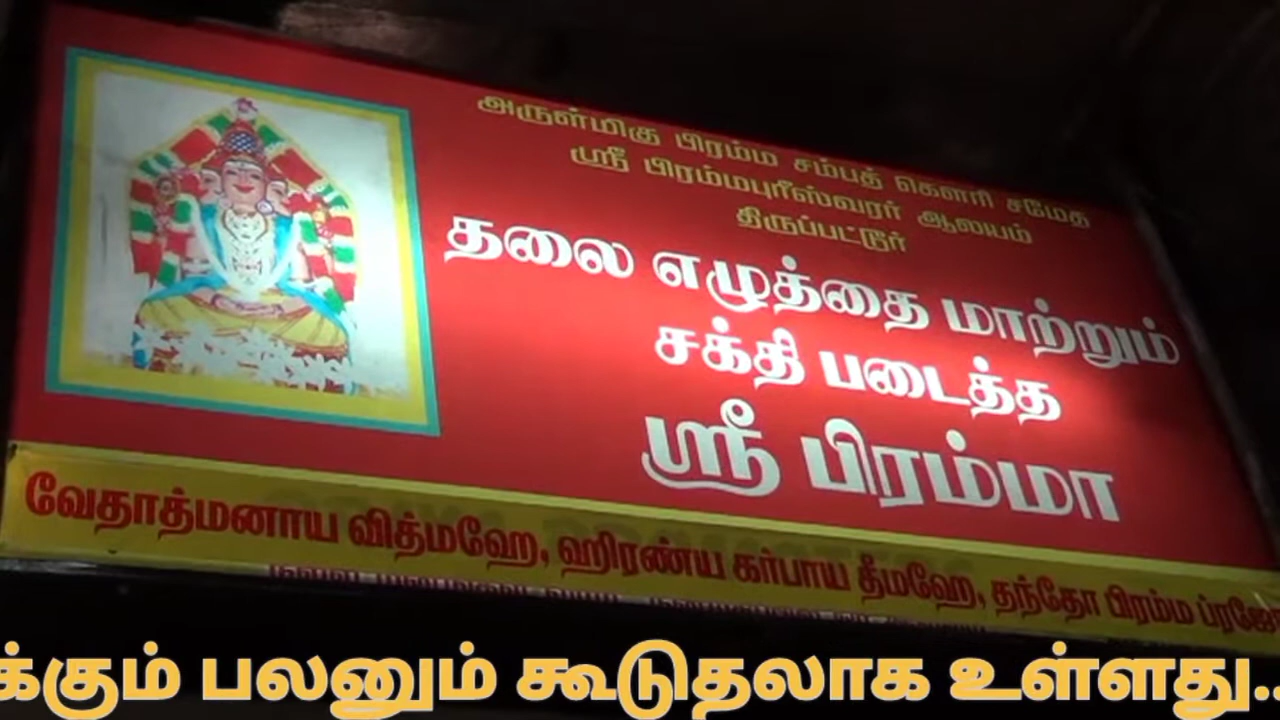 அருள்மிகு பிரம்ம சம்பத் கௌரி சமேத
ஸ்ரீ பிரம்மபுரீஸ்வரர் ஆலயம்
திருப்பட்டூர்
தலை எழுத்தை மாற்றும்
சக்தி படைத்த
ஸ்ரீ பிரம்மா
வேதாத்மனாய வித்மஹே, ஹிரண்ய கர்பாய தீமஹே, தந்தோ பிரம்ம
க்கும் பலனும் கூடுதலாக உள்ளது..